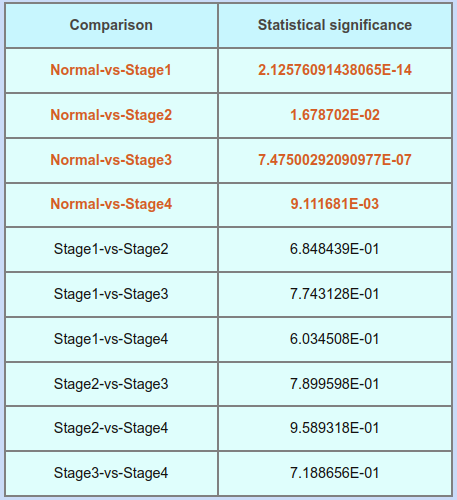 Comparison Statistical significance
Normal-vs-Stage1 2.12576091438065E-14
Normal-vs-Stage2 1.678702E-02
Normal-vs-Stage3 7.47500292090977E-07
Normal-vs-Stage4 9.111681E-03
Stage1-vs-Stage2 6.848439E-01
Stage1-vs-Stage3 7.743128E-01
Stage1-vs-Stage4 6.034508E-01
Stage2-vs-Stage3 7.899598E-01
Stage2-vs-Stage4 9.589318E-01
Stage3-vs-Stage4 7.188656E-01